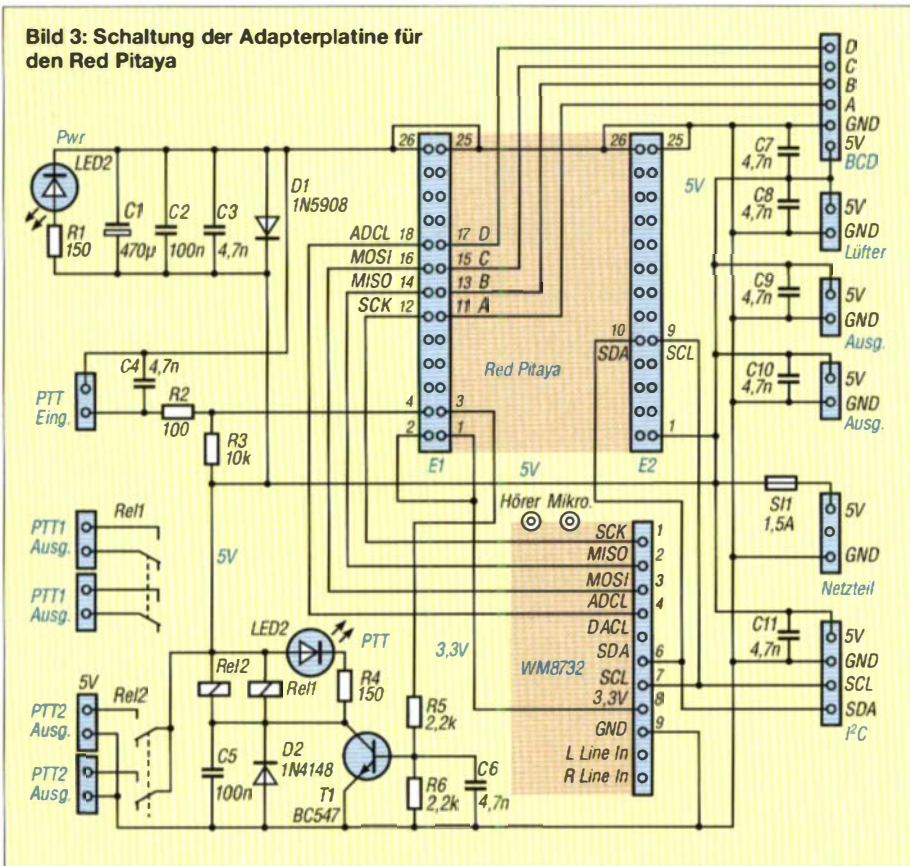 Bild 3: Schaltung der Adapterplatine für
den Red Pitaya
Pwr
LED2
R1
150
C1
470µ
C2
100n
C3
4,7n
D1
1N5908
26
25
ADCL 18
MOSI 16
MISO 14
SCK 12
17 D
15 C
13 B
11 A
4
3
2
1
E1
Red Pitaya
26
25
10
SDA
9
SCL
1
E2
5V
D
C
B
A
GND
5V
BCD
C7
4,7n
C8
4,7n
5V
GND
Lüfter
C9
4,7n
5V
GND
Ausg.
C10
4,7n
5V
GND
Ausg.
SI1
1,5A
5V
GND
Netzteil
C11
4,7n
5V
GND
SCL
SDA
I²C
PTT
Eing.
C4
4,7n
R2
100
R3
10k
5V
PTT1
Ausg.
Rel1
PTT1
Ausg.
5V
5V
PTT2
Ausg.
Rel2
PTT2
Ausg.
LED2
PTT
Rel2
Rel1
R4
150
C5
100n
D2
1N4148
T1
BC547
R5
2,2k
R6
2,2k
C6
4,7n
3,3V
Hörer Mikro.
WM8732
SCK 1
MISO 2
MOSI 3
ADCL 4
DACL
SDA 6
SCL 7
3,3V 8
GND 9
L Line In
R Line In